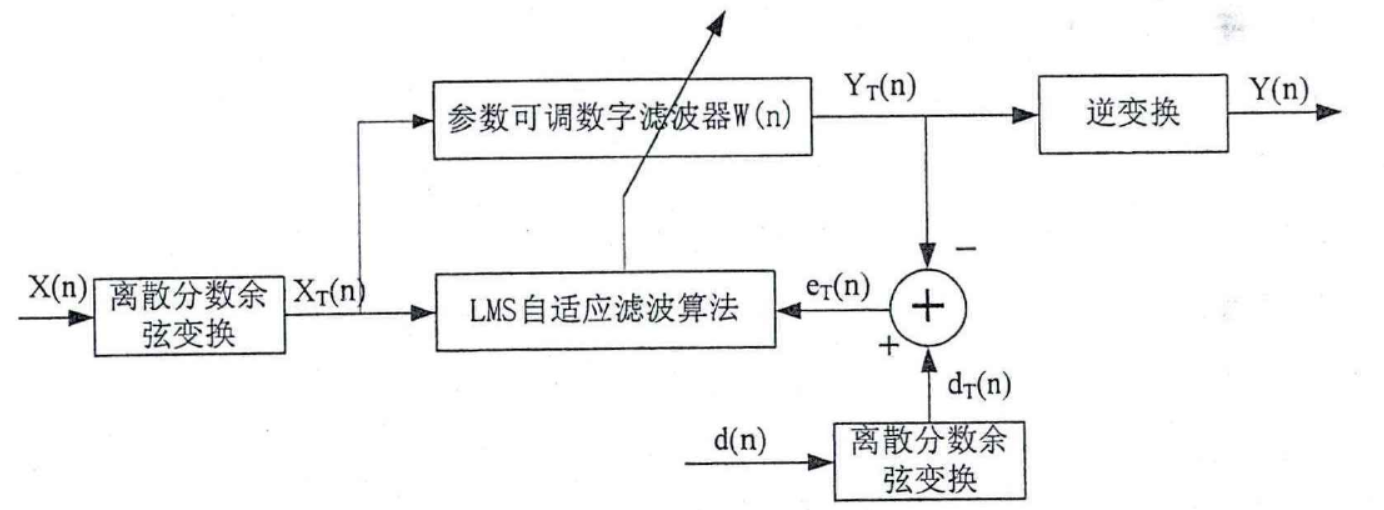 参数可调数字滤波器W(n)
Y_T(n)
逆变换
Y(n)
X(n)
离散分数余
弦变换
X_T(n)
LMS自适应滤波算法
e_T(n)
−
+
+
d_T(n)
d(n)
离散分数余
弦变换